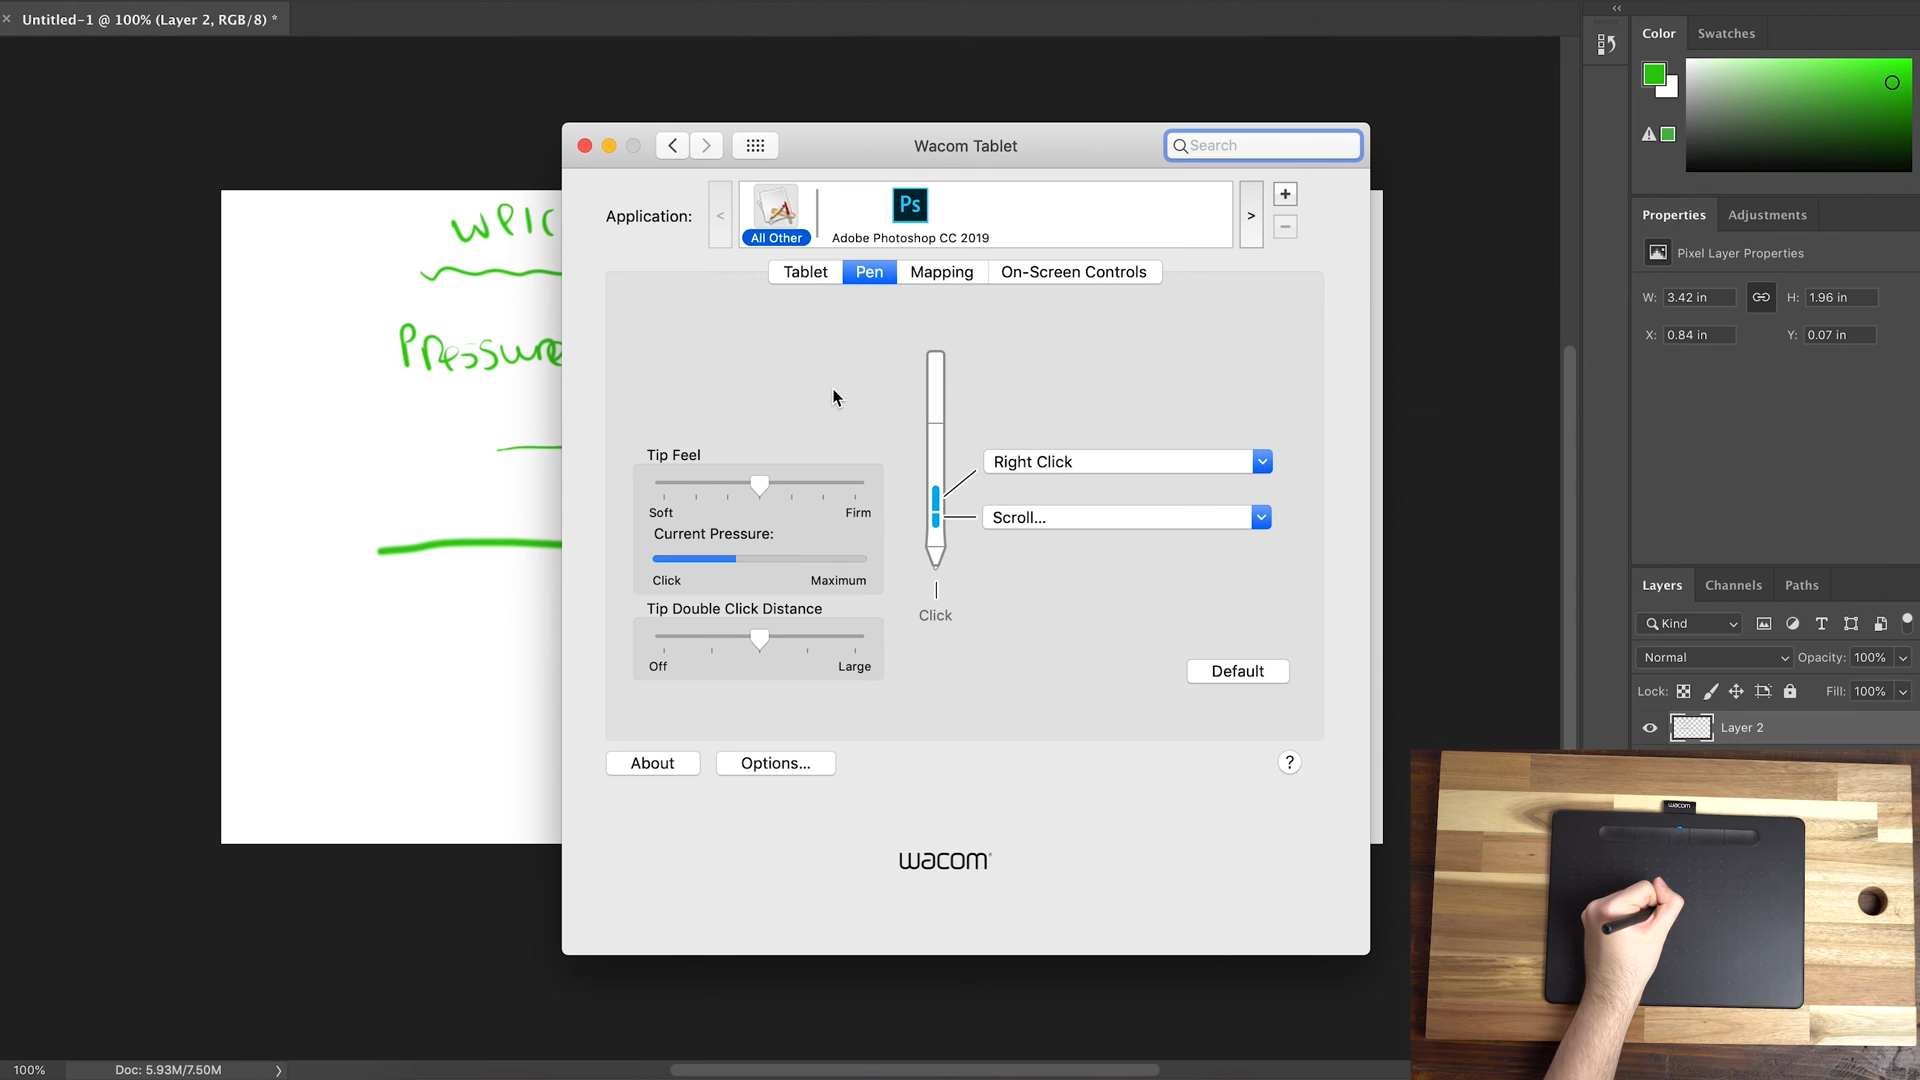 Untitled-1 @ 100% (Layer 2, RGB/8) *
Color
Swatches
Wacom Tablet
Search
Application:
All Other
Ps
Adobe Photoshop CC 2019
Tablet
Pen
Mapping
On-Screen Controls
Properties
Adjustments
Pixel Layer Properties
W: 3.42 in
H: 1.96 in
X: 0.84 in
Y: 0.07 in
Pressure
Tip Feel
Soft
Firm
Current Pressure:
Click
Maximum
Tip Double Click Distance
Off
Large
Right Click
Scroll...
Click
Default
About
Options...
?
wacom
Layers
Channels
Paths
Kind
Normal
Opacity: 100%
Lock:
Fill: 100%
Layer 2
wacom
100%
Doc: 5.93M/7.50M